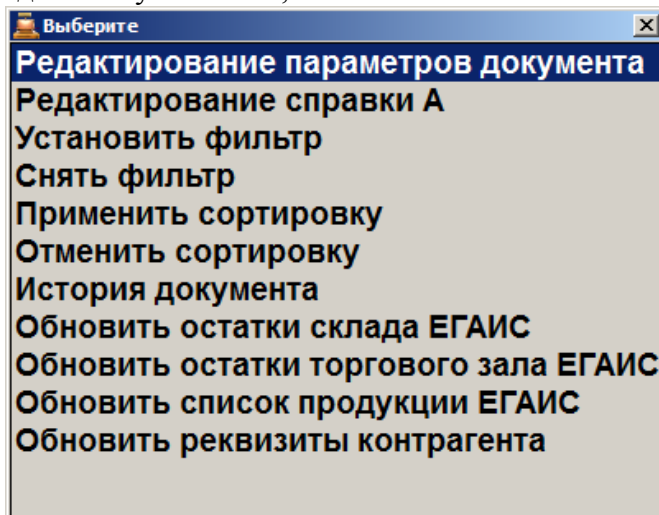 Выберите
Редактирование параметров документа
Редактирование справки А
Установить фильтр
Снять фильтр
Применить сортировку
Отменить сортировку
История документа
Обновить остатки склада ЕГАИС
Обновить остатки торгового зала ЕГАИС
Обновить список продукции ЕГАИС
Обновить реквизиты контрагента